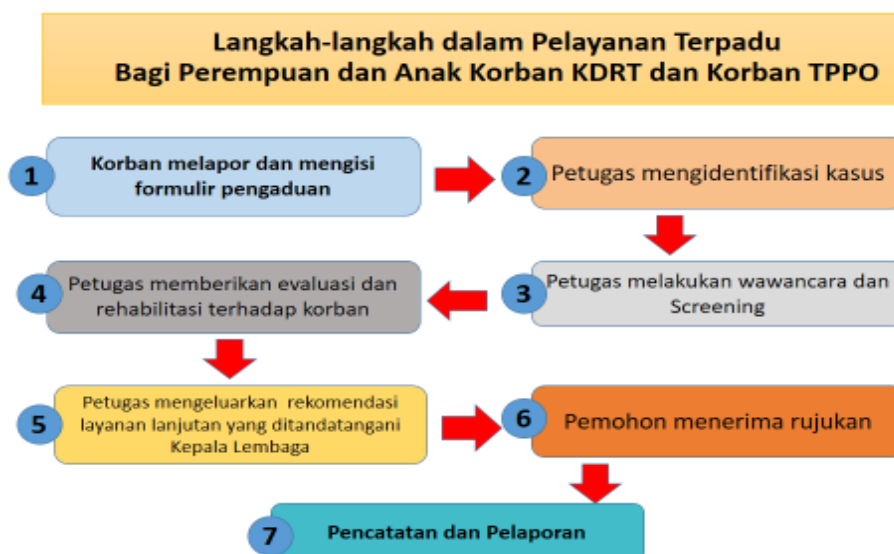 Langkah-langkah dalam Pelayanan Terpadu
Bagi Perempuan dan Anak Korban KDRT dan Korban TPPO
1
Korban melapor dan mengisi
formulir pengaduan
2
Petugas mengidentifikasi kasus
3
Petugas melakukan wawancara dan
Screening
4
Petugas memberikan evaluasi dan
rehabilitasi terhadap korban
5
Petugas mengeluarkan rekomendasi
layanan lanjutan yang ditandatangani
Kepala Lembaga
6
Pemohon menerima rujukan
7
Pencatatan dan Pelaporan